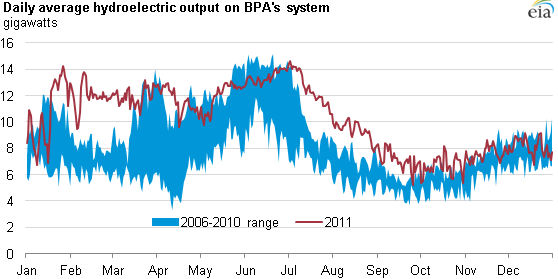 Daily average hydroelectric output on BPA's system
gigawatts
eia
16
14
12
10
8
6
4
2
0
2006-2010 range
2011
Jan Feb Mar Apr May Jun Jul Aug Sep Oct Nov Dec